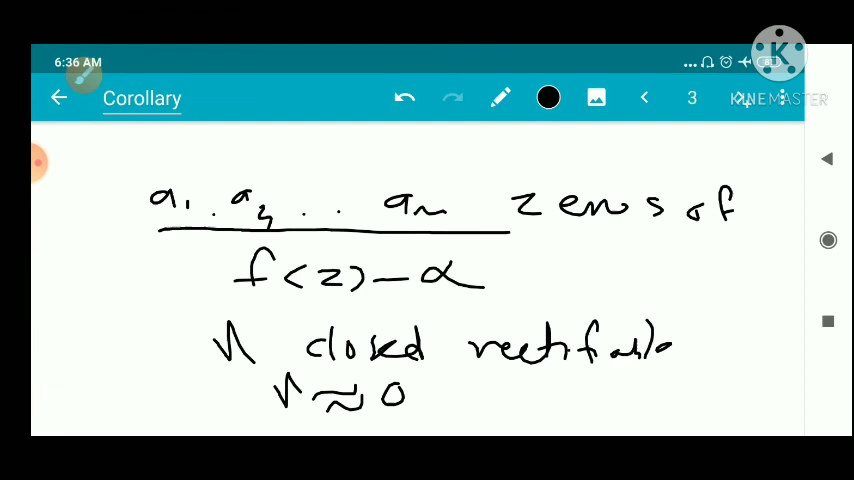 6:36 AM
Corollary
3
KINEMASTER
a₁, a₂, . . aₙ zeros of
f(z) - α
γ closed rectifiable
γ ≈ 0